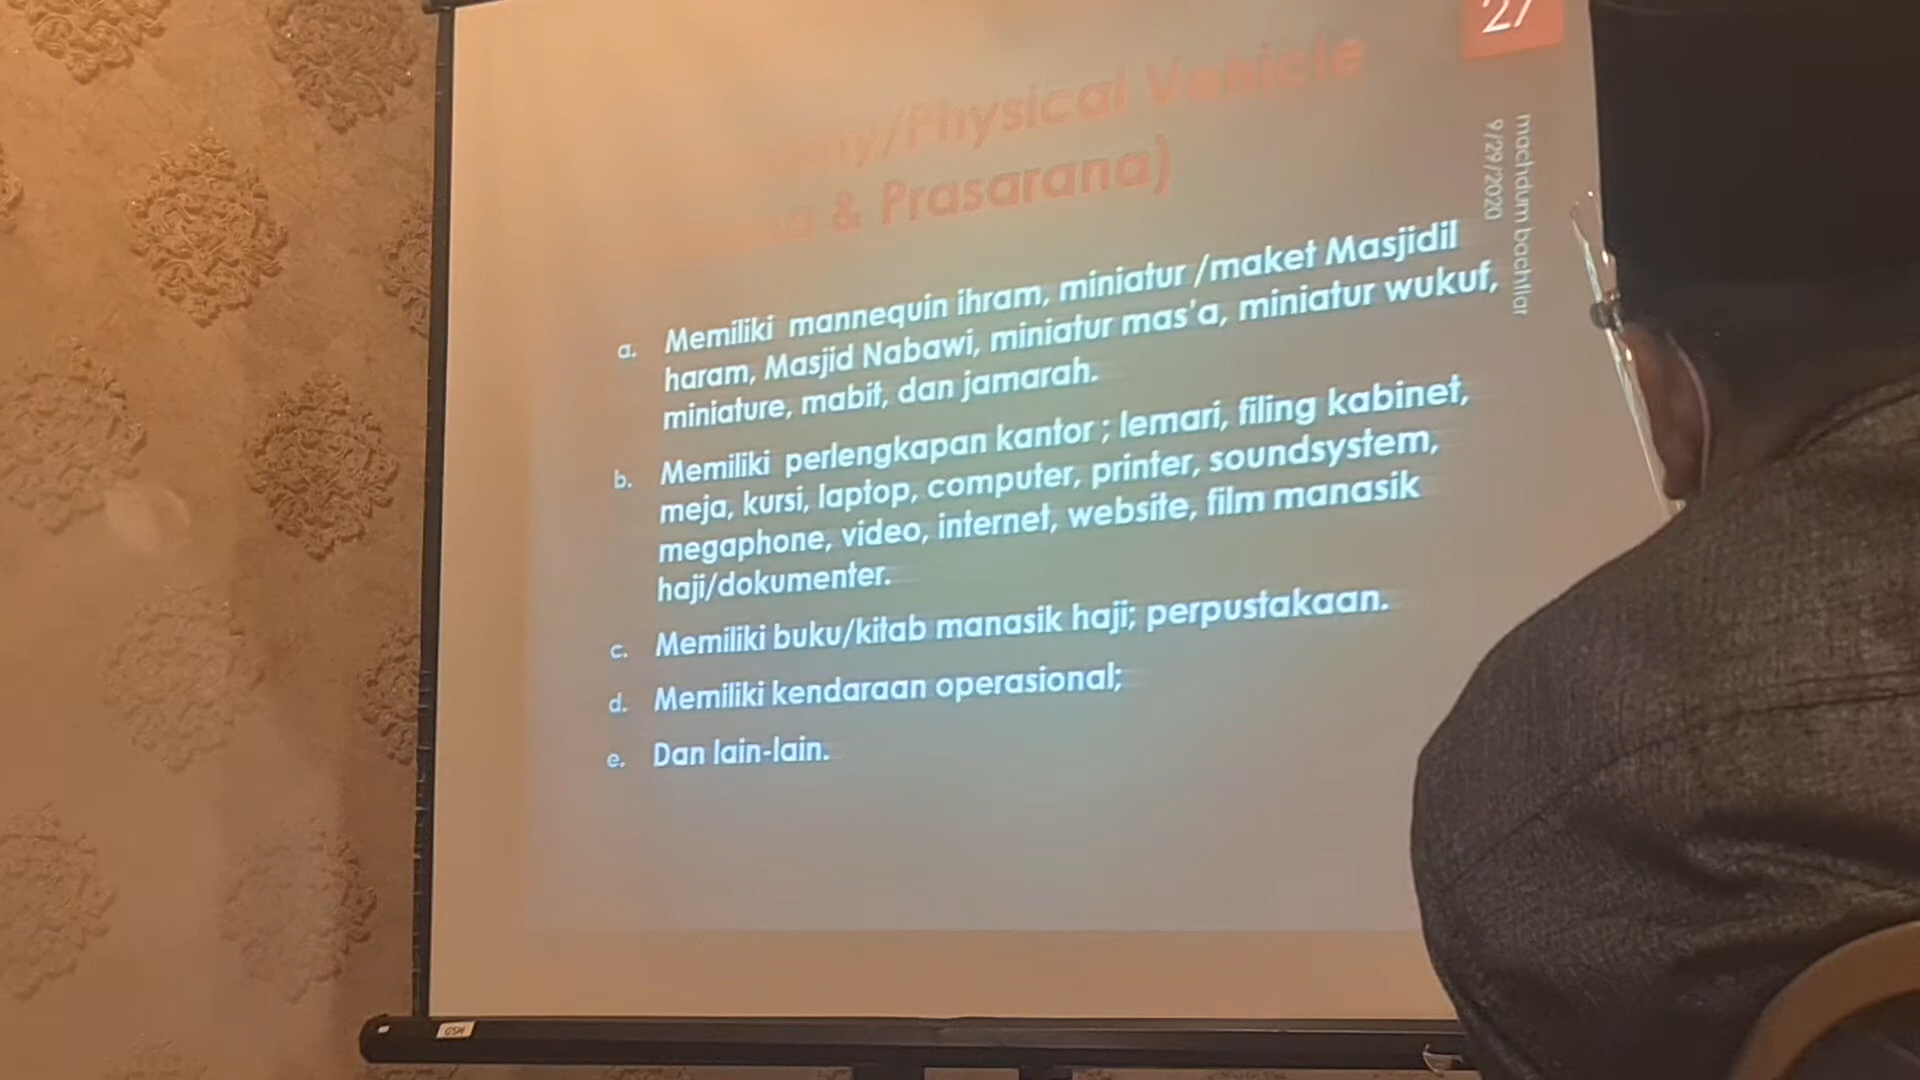 27
/Physical Vehicle
& Prasarana)
machdum bachtiar
9/29/2020
a. Memiliki mannequin ihram, miniatur /maket Masjidil
haram, Masjid Nabawi, miniatur mas'a, miniatur wukuf,
miniature, mabit, dan jamarah.
b. Memiliki perlengkapan kantor ; lemari, filing kabinet,
meja, kursi, laptop, computer, printer, soundsystem,
megaphone, video, internet, website, film manasik
haji/dokumenter.
c. Memiliki buku/kitab manasik haji; perpustakaan.
d. Memiliki kendaraan operasional;
e. Dan lain-lain.
GSM